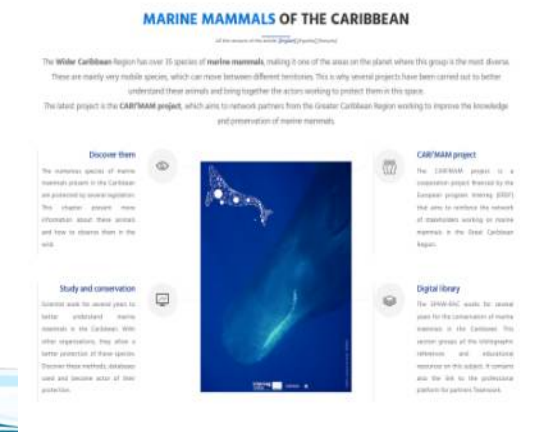 MARINE MAMMALS OF THE CARIBBEAN
The Wider Caribbean Region has over 35 species of marine mammals, making it one of the areas on the planet where this group is the most diverse.
These are mainly very mobile species, which can move between different territories. This is why several projects have been carried out to better
understand these animals and bring together the actors working to protect them in this space.
The latest project is the CARI'MAM project, which aims to network partners from the Greater Caribbean Region working to improve the knowledge
and preservation of marine mammals.
Discover them
The numerous species of marine
mammals present in the Caribbean
are protected by several legislation.
This chapter present more
information about these animals
and how to observe them in the
wild.
Study and conservation
Scientist work for several years to
better understand marine
mammals in the Caribbean. With
other organisations, they allow a
better protection of these species.
Discover these methods, databases
used and become actor of their
protection.
CARI'MAM project
The CARI'MAM project is a
cooperation project financed by the
European program Interreg
that aims to reinforce the network
of stakeholders working on marine
mammals in the Great Caribbean
Region.
Digital library
The SPAW-RAC works for several
years for the conservation of marine
mammals in the Caribbean. This
section groups all the bibliographic
references and educational
resources on this subject. It contains
also the link to the professional
platform for partners Teamwork.
Interreg